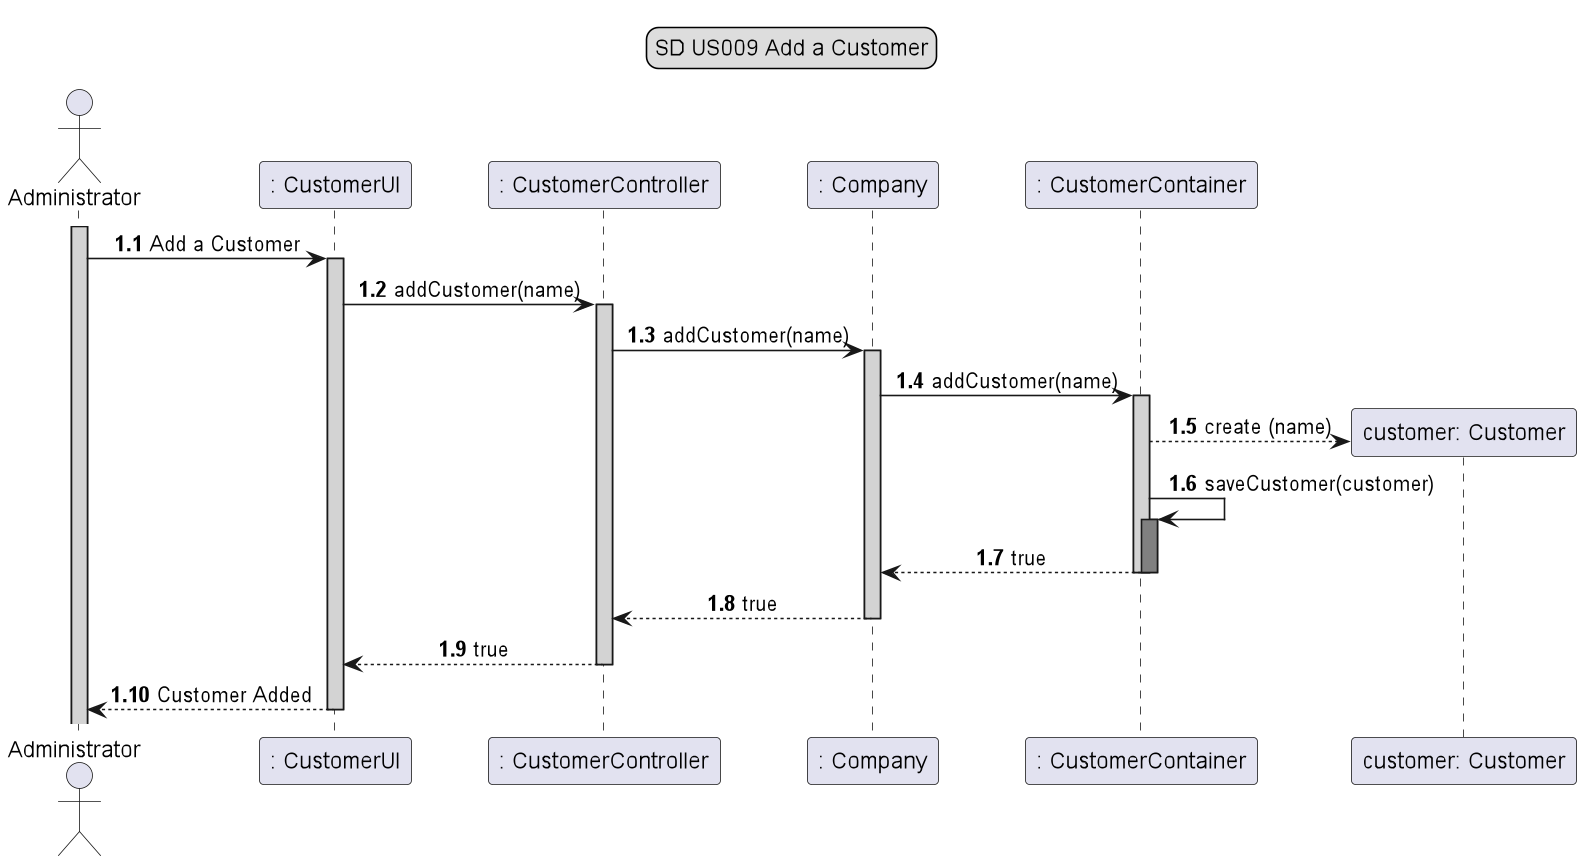 SD US009 Add a Customer
Administrator
: CustomerUI
: CustomerController
: Company
: CustomerContainer
1.1 Add a Customer
1.2 addCustomer(name)
1.3 addCustomer(name)
1.4 addCustomer(name)
1.5 create (name)
customer: Customer
1.6 saveCustomer(customer)
1.7 true
1.8 true
1.9 true
1.10 Customer Added
Administrator
: CustomerUI
: CustomerController
: Company
: CustomerContainer
customer: Customer